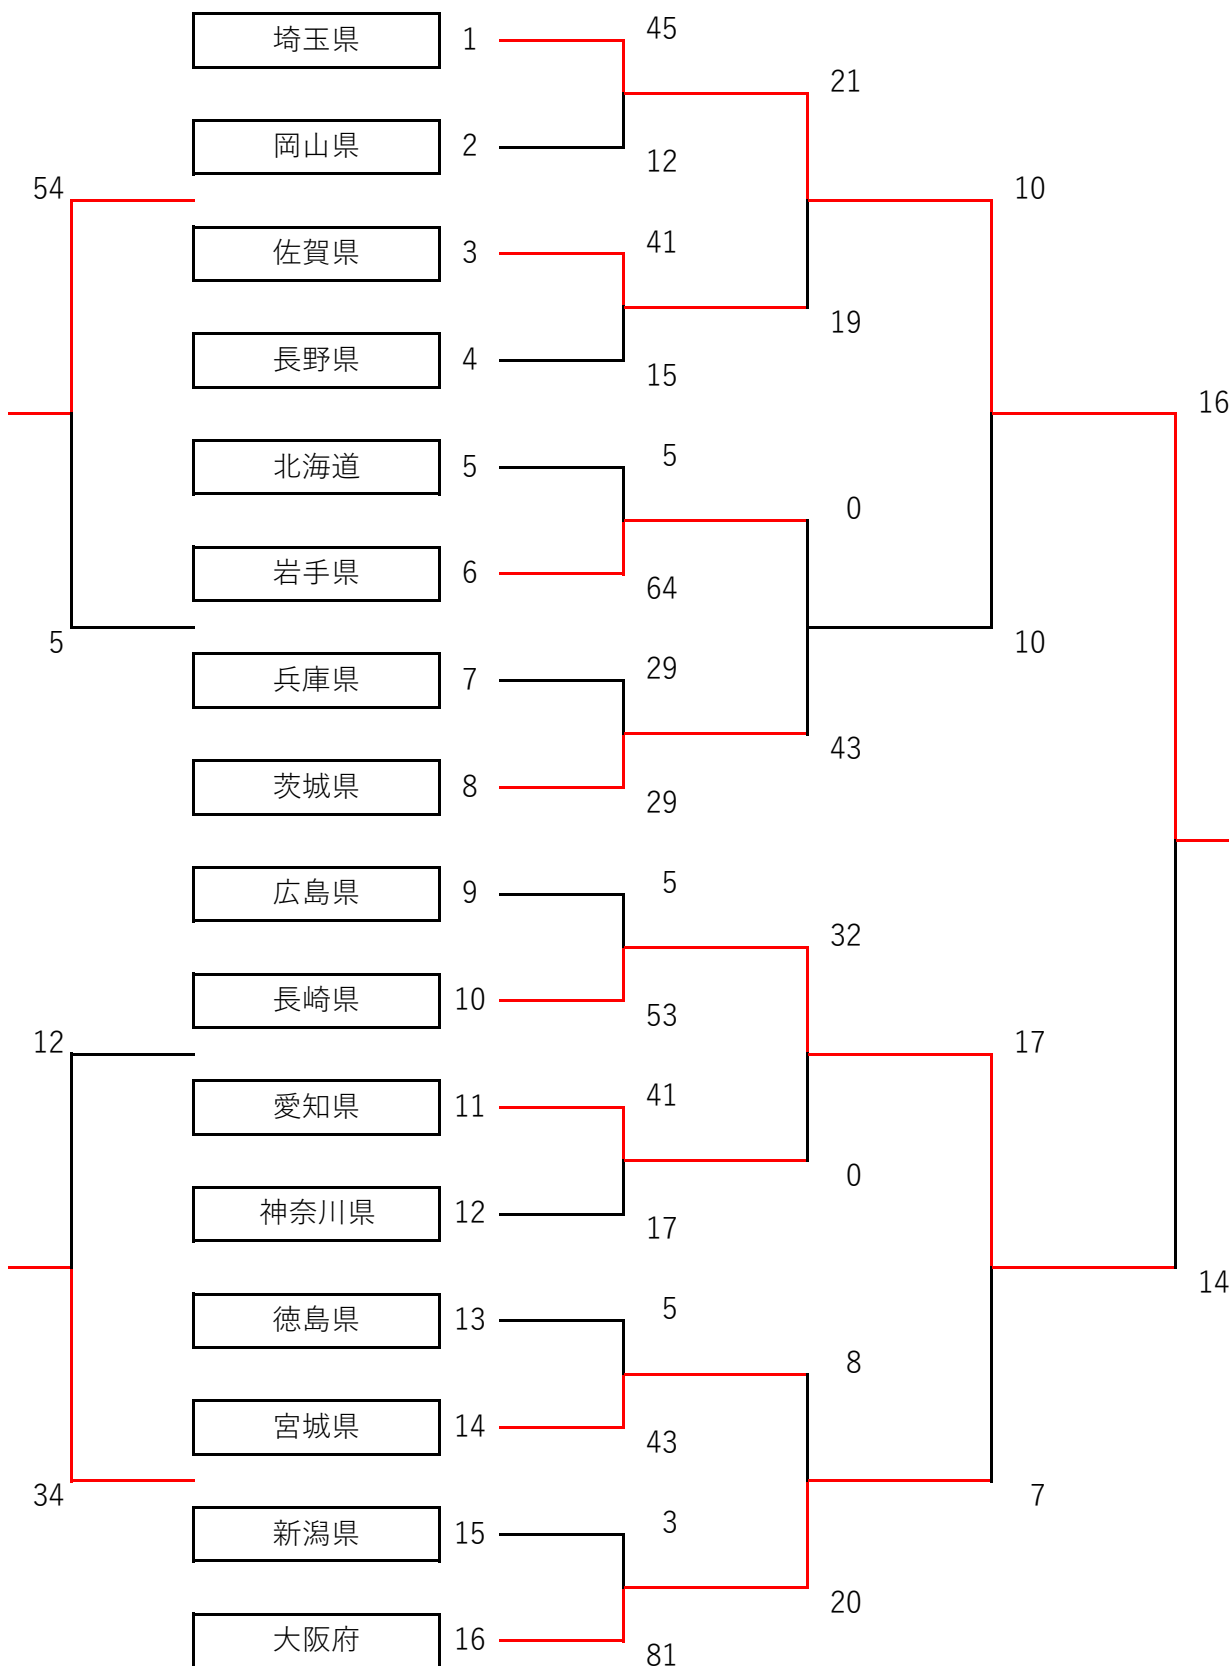 埼玉県 1 45
21
岡山県 2 12
54 10
佐賀県 3 41
19
長野県 4 15
16
北海道 5 5
0
岩手県 6 64
5 10
兵庫県 7 29
43
茨城県 8 29
広島県 9 5
32
長崎県 10 53
12 17
愛知県 11 41
0
神奈川県 12 17
14
徳島県 13 5
8
宮城県 14 43
34 7
新潟県 15 3
20
大阪府 16 81